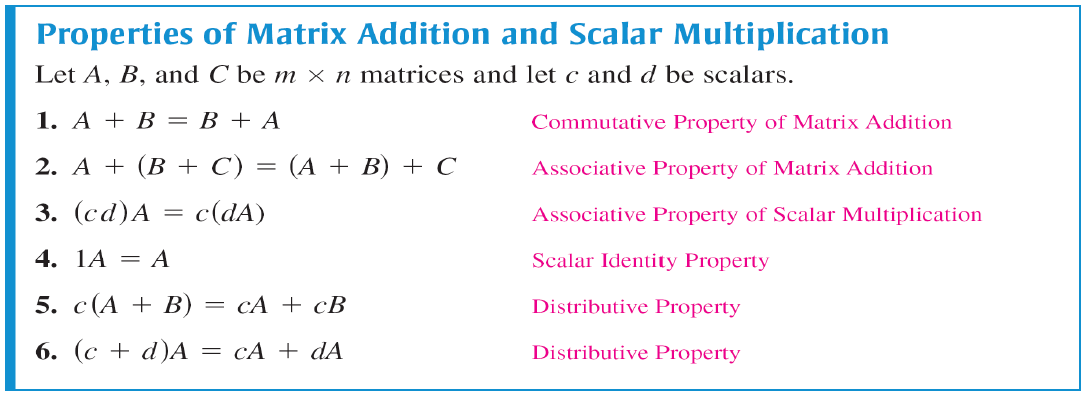 Properties of Matrix Addition and Scalar Multiplication
Let A, B, and C be m × n matrices and let c and d be scalars.
1. A + B = B + A Commutative Property of Matrix Addition
2. A + (B + C) = (A + B) + C Associative Property of Matrix Addition
3. (cd)A = c(dA) Associative Property of Scalar Multiplication
4. 1A = A Scalar Identity Property
5. c(A + B) = cA + cB Distributive Property
6. (c + d)A = cA + dA Distributive Property